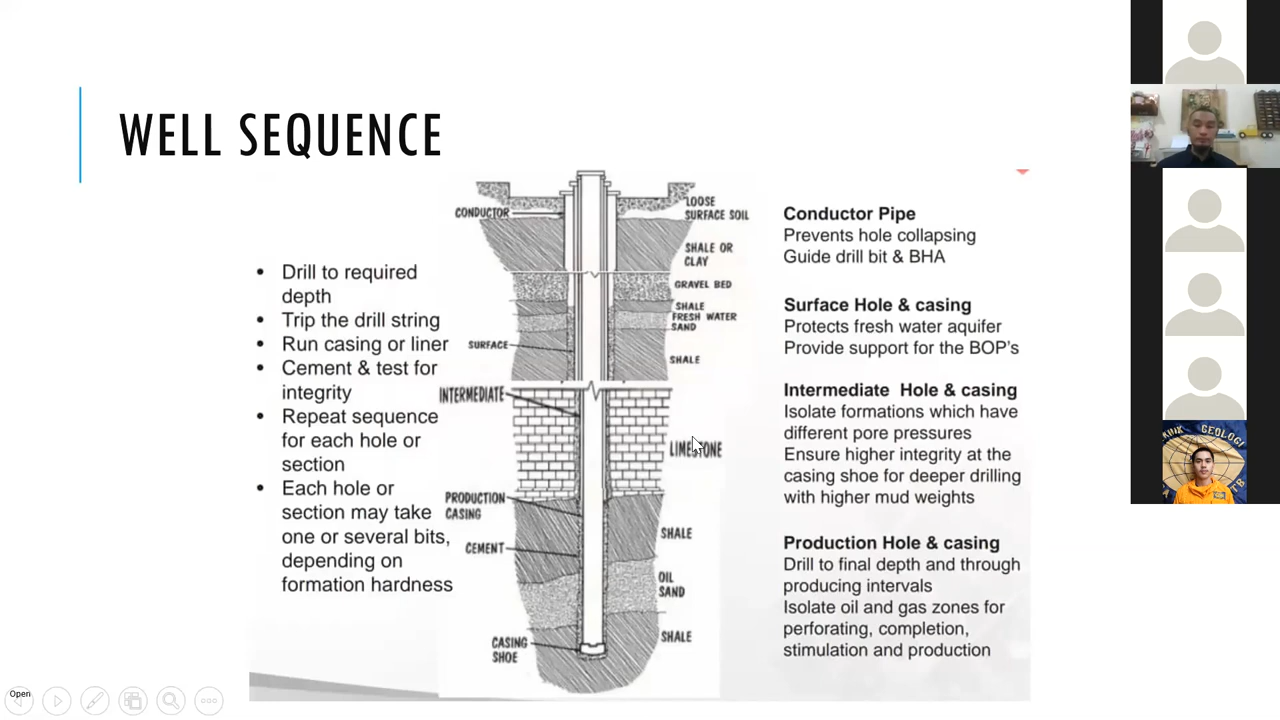 WELL SEQUENCE
• Drill to required
depth
• Trip the drill string
• Run casing or liner
• Cement & test for
integrity
• Repeat sequence
for each hole or
section
• Each hole or
section may take
one or several bits,
depending on
formation hardness
CONDUCTOR
SURFACE
INTERMEDIATE
PRODUCTION
CASING
CEMENT
CASING
SHOE
LOOSE
SURFACE SOIL
SHALE OR
CLAY
GRAVEL BED
SHALE
FRESH WATER
SAND
SHALE
LIMESTONE
SHALE
OIL
SAND
SHALE
Conductor Pipe
Prevents hole collapsing
Guide drill bit & BHA
Surface Hole & casing
Protects fresh water aquifer
Provide support for the BOP's
Intermediate Hole & casing
Isolate formations which have
different pore pressures
Ensure higher integrity at the
casing shoe for deeper drilling
with higher mud weights
Production Hole & casing
Drill to final depth and through
producing intervals
Isolate oil and gas zones for
perforating, completion,
stimulation and production
GEOLOGI
Open